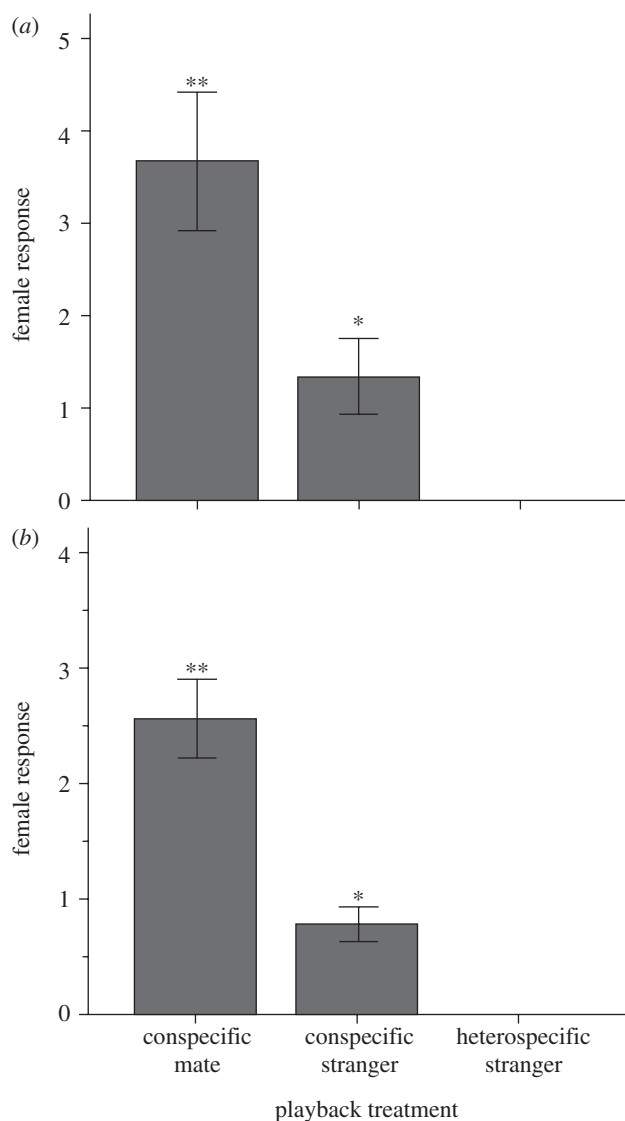 (a)
5
4
3
2
1
0
female response
**
*
(b)
4
3
2
1
0
female response
**
*
conspecific mate
conspecific stranger
heterospecific stranger
playback treatment